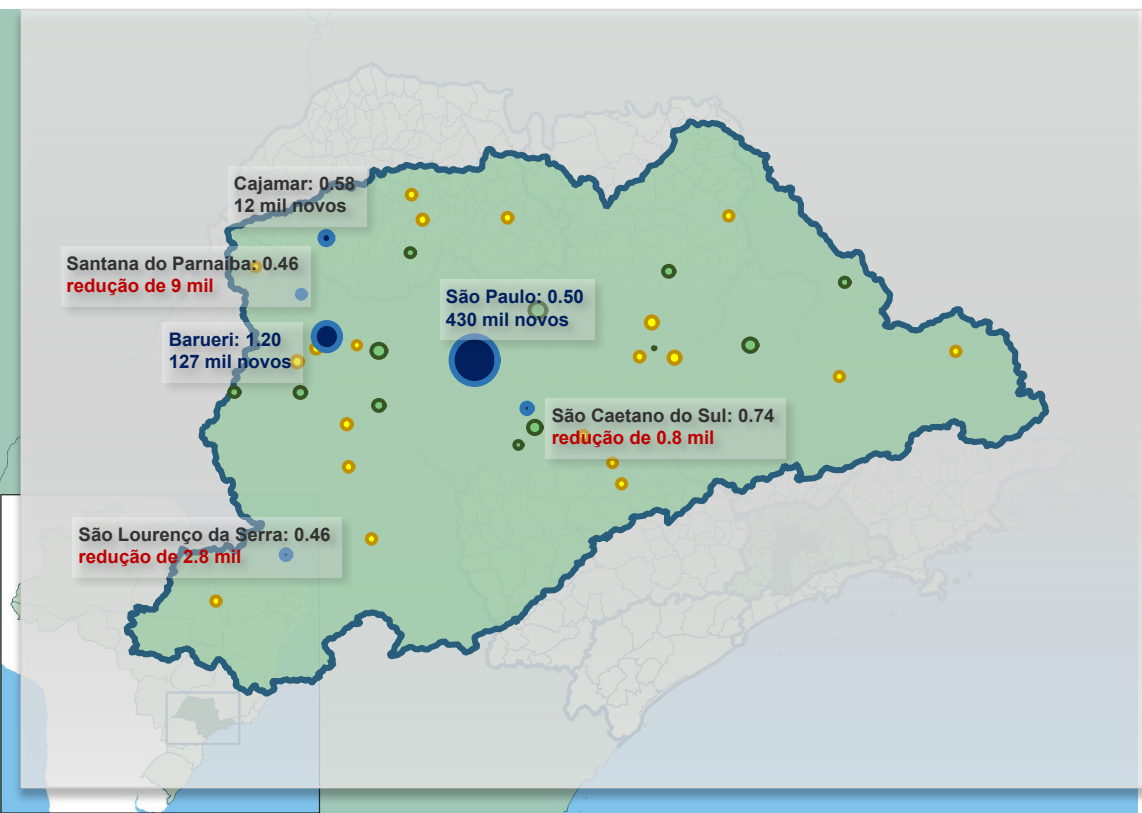 Cajamar: 0.58
12 mil novos
Santana do Parnaiba: 0.46
redução de 9 mil
São Paulo: 0.50
430 mil novos
Barueri: 1.20
127 mil novos
São Caetano do Sul: 0.74
redução de 0.8 mil
São Lourenço da Serra: 0.46
redução de 2.8 mil